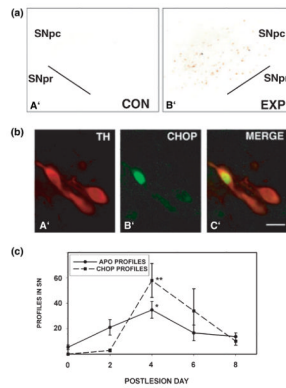 (a)
SNpc
SNpr
A'
CON
SNpc
SNpr
B'
EXP
(b)
TH
A'
CHOP
B'
MERGE
C'
(c)
APO PROFILES
CHOP PROFILES
PROFILES IN SN
60
40
20
0
**
*
0 2 4 6 8
POSTLESION DAY